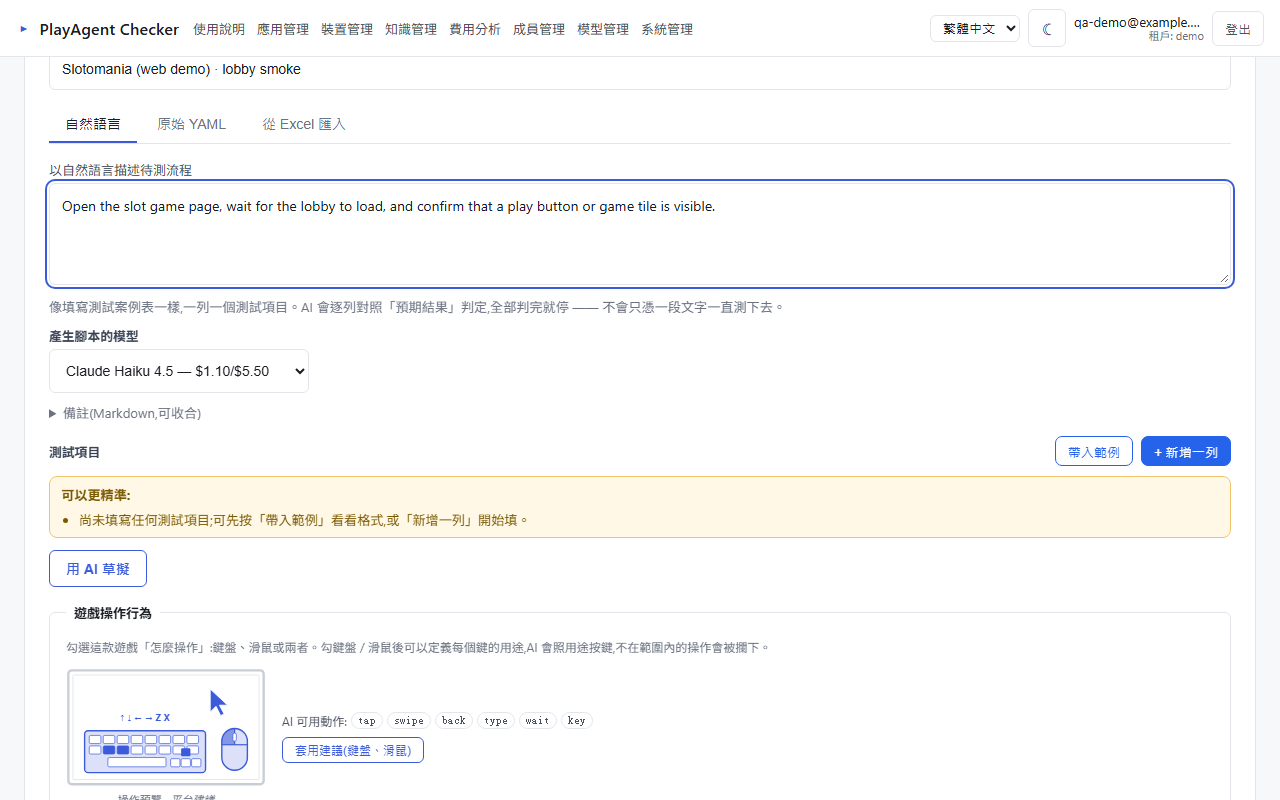 PlayAgent Checker
使用說明
應用管理
裝置管理
知識管理
費用分析
成員管理
模型管理
系統管理
繁體中文
qa-demo@example....
租戶: demo
登出
Slotomania (web demo) · lobby smoke
自然語言
原始 YAML
從 Excel 匯入
以自然語言描述待測流程
Open the slot game page, wait for the lobby to load, and confirm that a play button or game tile is visible.
像填寫測試案例表一樣,一列一個測試項目。AI 會逐列對照「預期結果」判定,全部判完就停 —— 不會只憑一段文字一直測下去。
產生腳本的模型
Claude Haiku 4.5 — $1.10/$5.50
備註(Markdown,可收合)
測試項目
帶入範例
+ 新增一列
可以更精準:
尚未填寫任何測試項目;可先按「帶入範例」看看格式,或「新增一列」開始填。
用 AI 草擬
遊戲操作行為
勾選這款遊戲「怎麼操作」:鍵盤、滑鼠或兩者。勾鍵盤 / 滑鼠後可以定義每個鍵的用途,AI 會照用途按鍵,不在範圍內的操作會被攔下。
↑↓←→ZX
AI 可用動作: tap swipe back type wait key
套用建議(鍵盤、滑鼠)